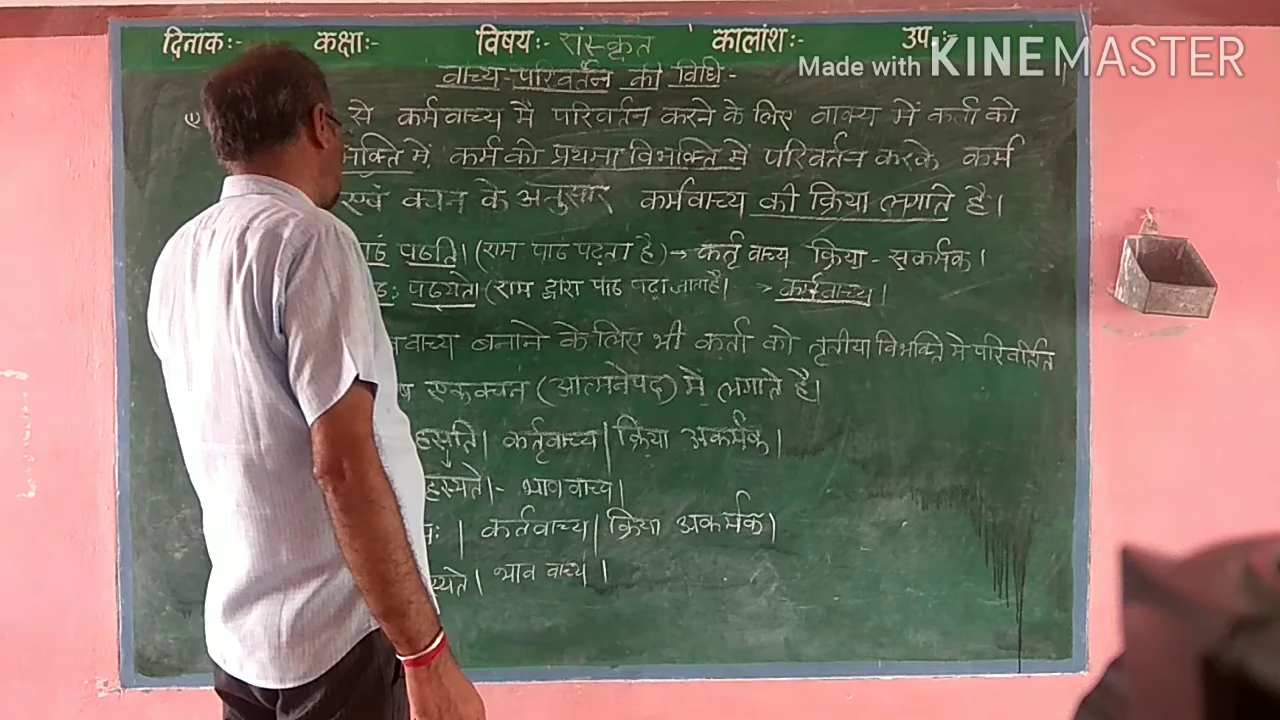 दिनांक:- कक्षा:- विषय:- संस्कृत कालांश:- उप.:-
Made with KINEMASTER
वाच्य-परिवर्तन की विधि-
से कर्मवाच्य मैं परिवर्तन करने के लिए वाक्य में कर्ता को
भक्ति में कर्म को प्रथमा विभक्ति में परिवर्तन करके कर्म
एवं वचन के अनुसार कर्मवाच्य की क्रिया लगाते है।
पठति। (राम पाठ पढ़ता है) → कर्तृ वाच्य क्रिया - सकर्मक।
पठ्यते। (राम द्वारा पाठ पढ़ा जाता है। → कर्मवाच्य।
वाच्य बनाने के लिए भी कर्ता को तृतीया विभक्ति मे परिवर्तित
एकवचन (आत्मनेपद) में लगाते है।
हसति। कर्तृवाच्य | क्रिया अकर्मक।
हस्यते।- भाव वाच्य।
| कर्तवाच्य | क्रिया अकर्मक।
स्यते। भाव वाच्य।